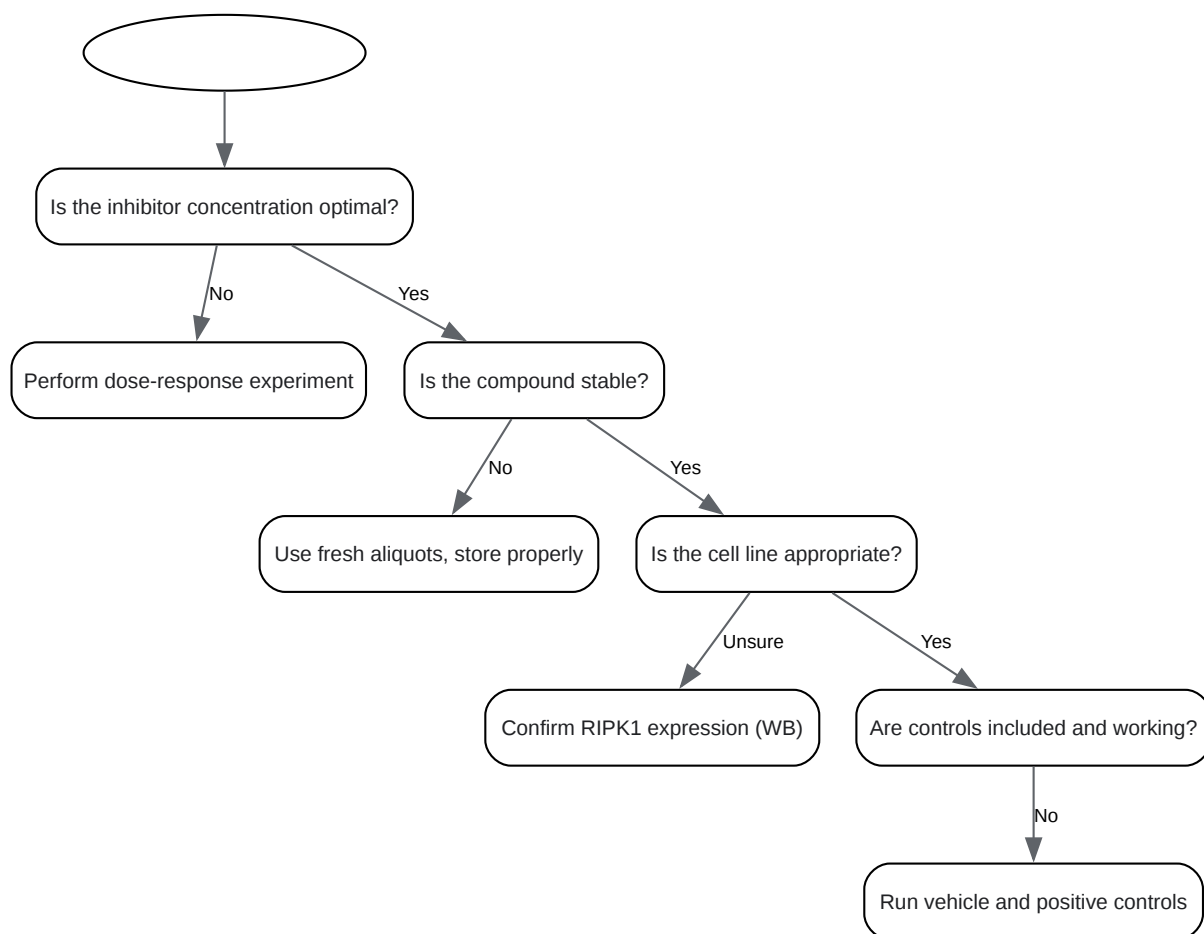 Is the inhibitor concentration optimal?
No
Yes
Perform dose-response experiment
Is the compound stable?
No
Yes
Use fresh aliquots, store properly
Is the cell line appropriate?
Unsure
Yes
Confirm RIPK1 expression (WB)
Are controls included and working?
No
Run vehicle and positive controls